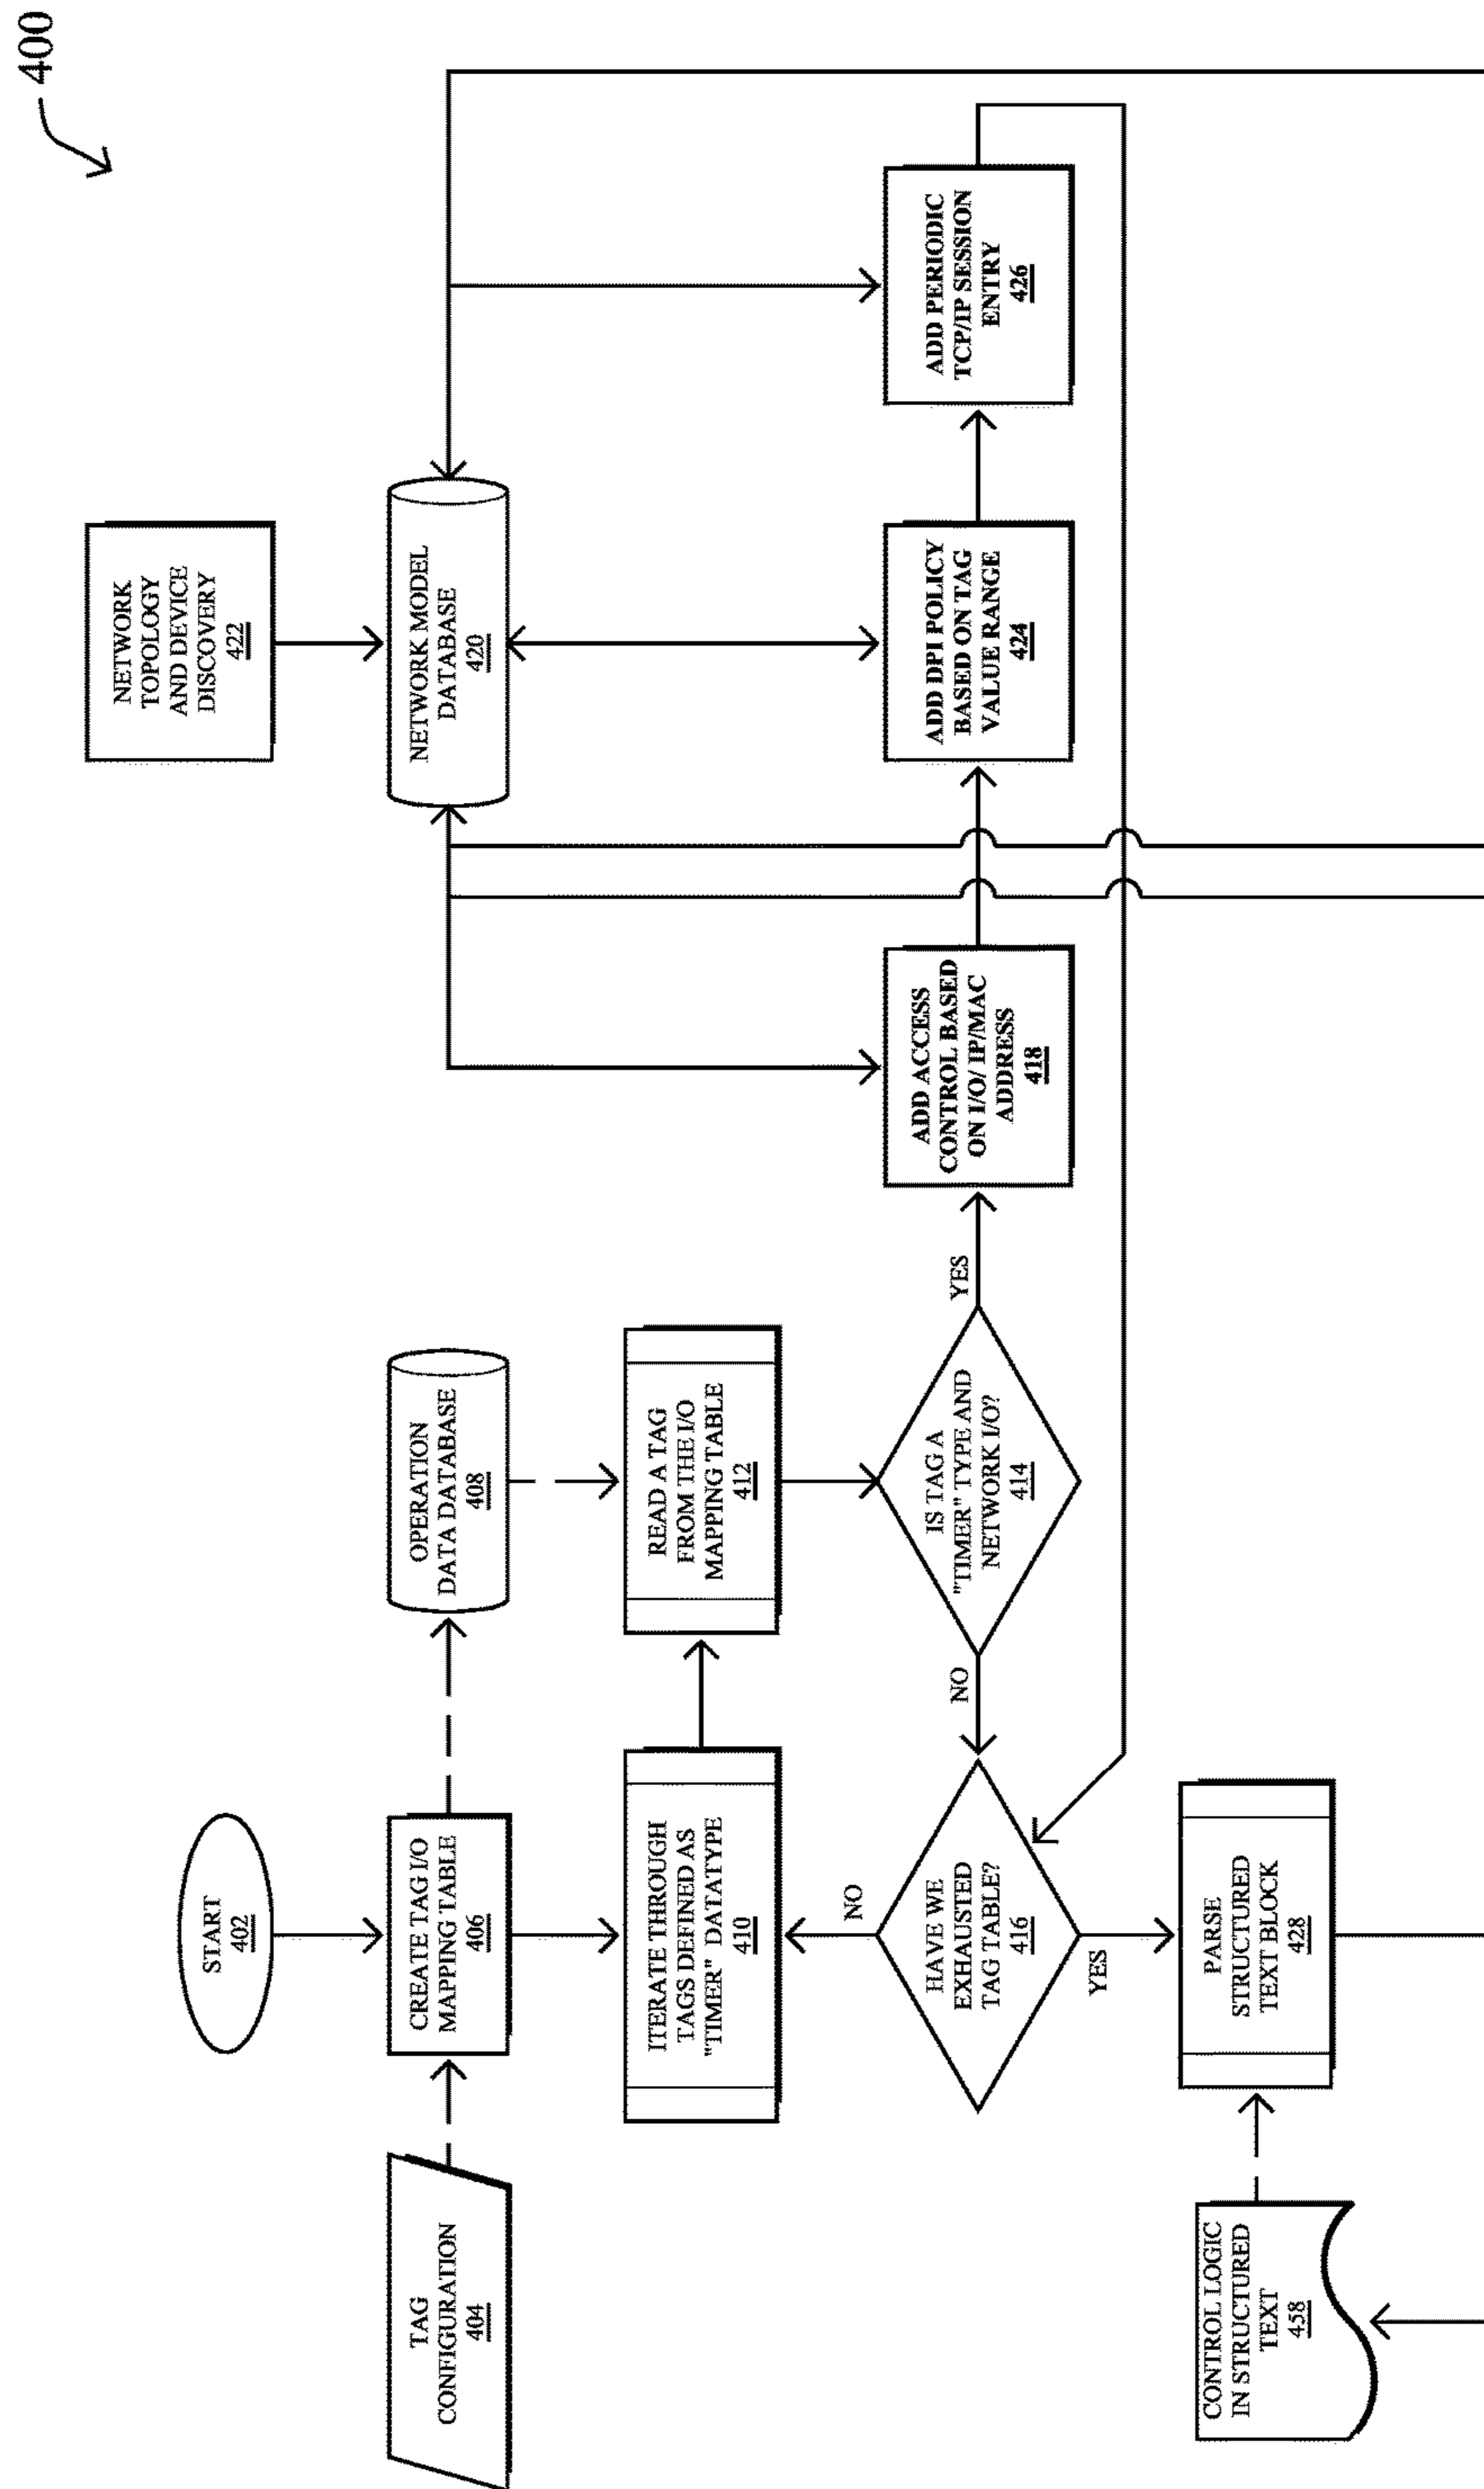 400
START
402
TAG
CONFIGURATION
404
CREATE TAG I/O
MAPPING TABLE
406
OPERATION
DATA DATABASE
408
NETWORK
TOPOLOGY
AND DEVICE
DISCOVERY
422
NETWORK MODEL
DATABASE
420
ITERATE THROUGH
TAGS DEFINED AS
"TIMER" DATATYPE
410
READ A TAG
FROM THE I/O
MAPPING TABLE
412
NO
HAVE WE
EXHAUSTED
TAG TABLE?
416
NO
IS TAG A
"TIMER" TYPE AND
NETWORK I/O?
414
YES
ADD ACCESS
CONTROL BASED
ON I/O/ IP/MAC
ADDRESS
418
ADD DPI POLICY
BASED ON TAG
VALUE RANGE
424
ADD PERIODIC
TCP/IP SESSION
ENTRY
426
YES
CONTROL LOGIC
IN STRUCTURED
TEXT
458
PARSE
STRUCTURED
TEXT BLOCK
428